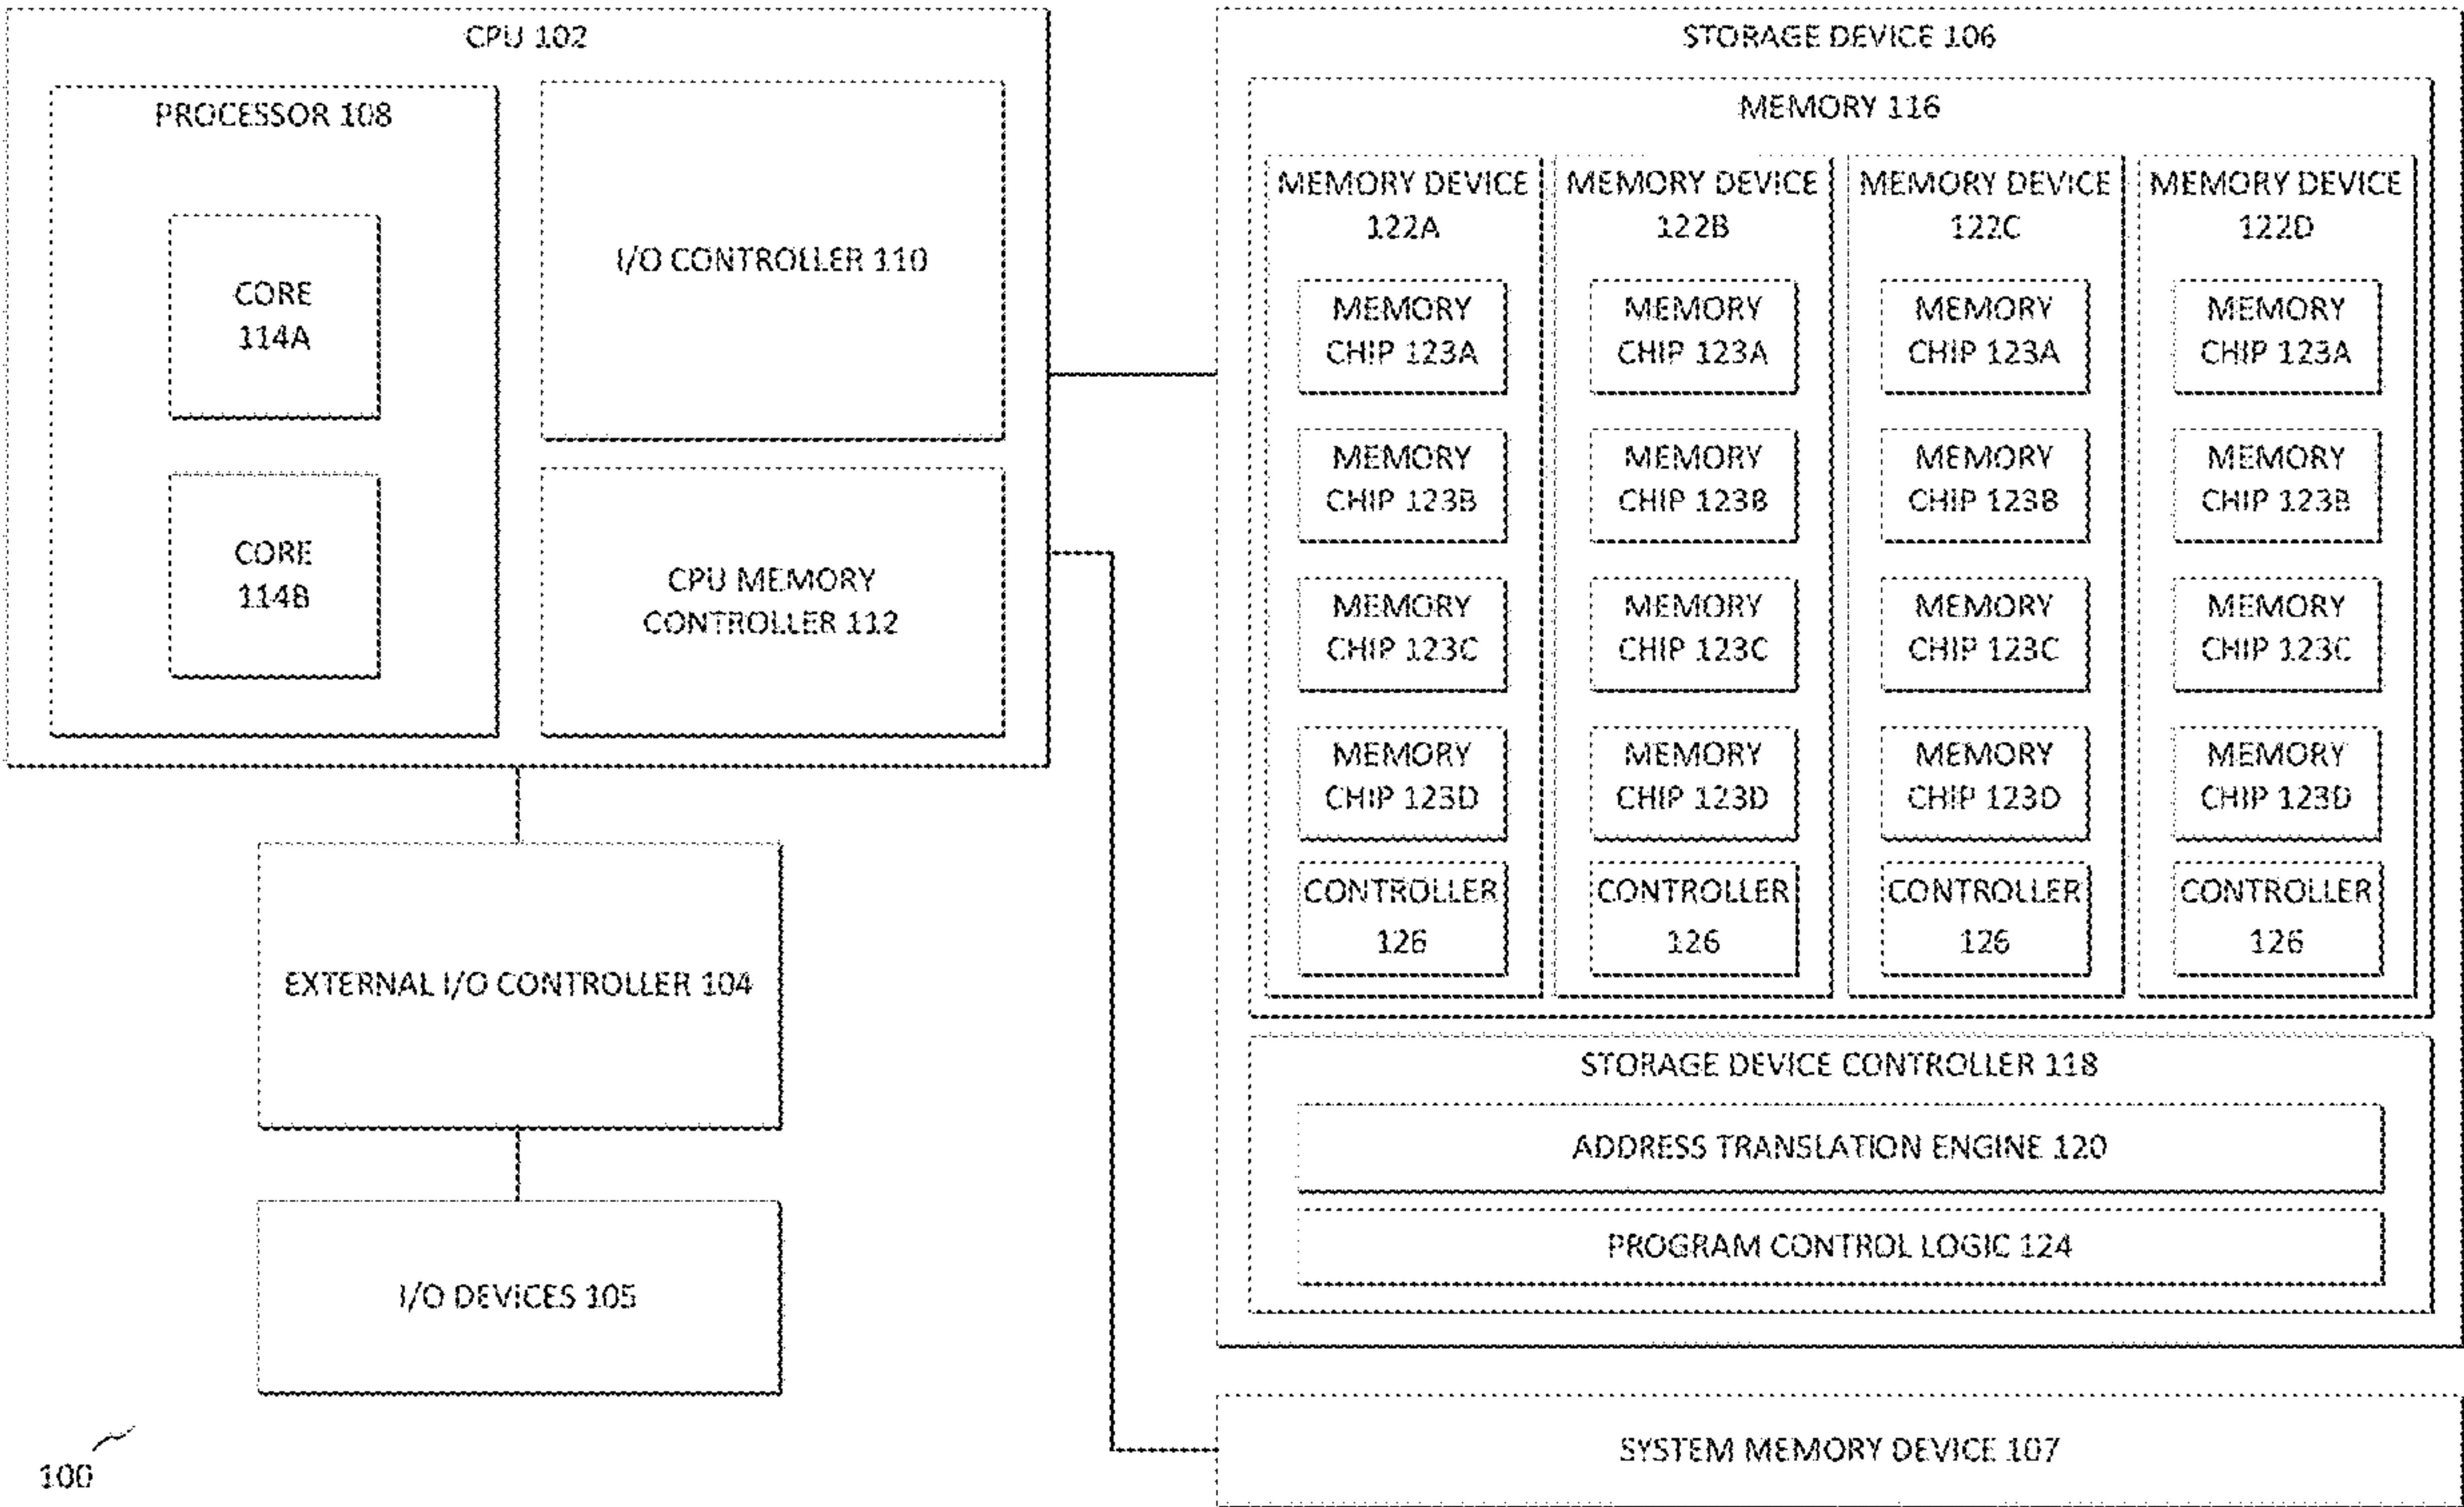 CPU 102
PROCESSOR 108
CORE
114A
CORE
114B
I/O CONTROLLER 110
CPU MEMORY
CONTROLLER 112
EXTERNAL I/O CONTROLLER 104
I/O DEVICES 105
100
STORAGE DEVICE 106
MEMORY 116
MEMORY DEVICE
122A
MEMORY
CHIP 123A
MEMORY
CHIP 123B
MEMORY
CHIP 123C
MEMORY
CHIP 123D
CONTROLLER
126
MEMORY DEVICE
122B
MEMORY
CHIP 123A
MEMORY
CHIP 123B
MEMORY
CHIP 123C
MEMORY
CHIP 123D
CONTROLLER
126
MEMORY DEVICE
122C
MEMORY
CHIP 123A
MEMORY
CHIP 123B
MEMORY
CHIP 123C
MEMORY
CHIP 123D
CONTROLLER
126
MEMORY DEVICE
122D
MEMORY
CHIP 123A
MEMORY
CHIP 123B
MEMORY
CHIP 123C
MEMORY
CHIP 123D
CONTROLLER
126
STORAGE DEVICE CONTROLLER 118
ADDRESS TRANSLATION ENGINE 120
PROGRAM CONTROL LOGIC 124
SYSTEM MEMORY DEVICE 107